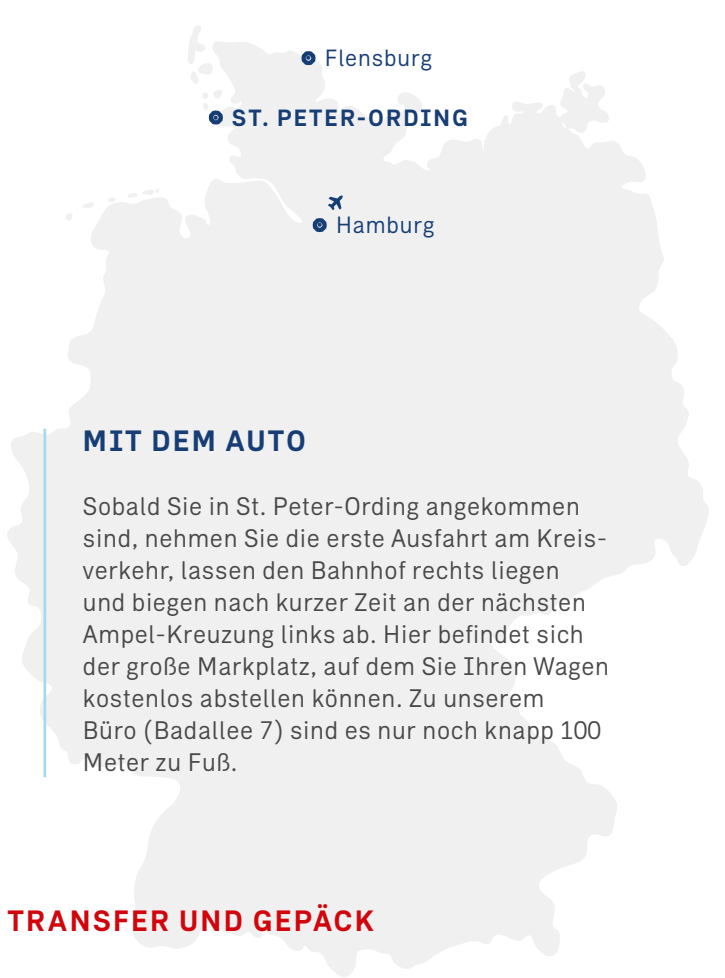 Flensburg
ST. PETER-ORDING
Hamburg
MIT DEM AUTO
Sobald Sie in St. Peter-Ording angekommen
sind, nehmen Sie die erste Ausfahrt am Kreis-
verkehr, lassen den Bahnhof rechts liegen
und biegen nach kurzer Zeit an der nächsten
Ampel-Kreuzung links ab. Hier befindet sich
der große Markplatz, auf dem Sie Ihren Wagen
kostenlos abstellen können. Zu unserem
Büro (Badallee 7) sind es nur noch knapp 100
Meter zu Fuß.
TRANSFER UND GEPÄCK